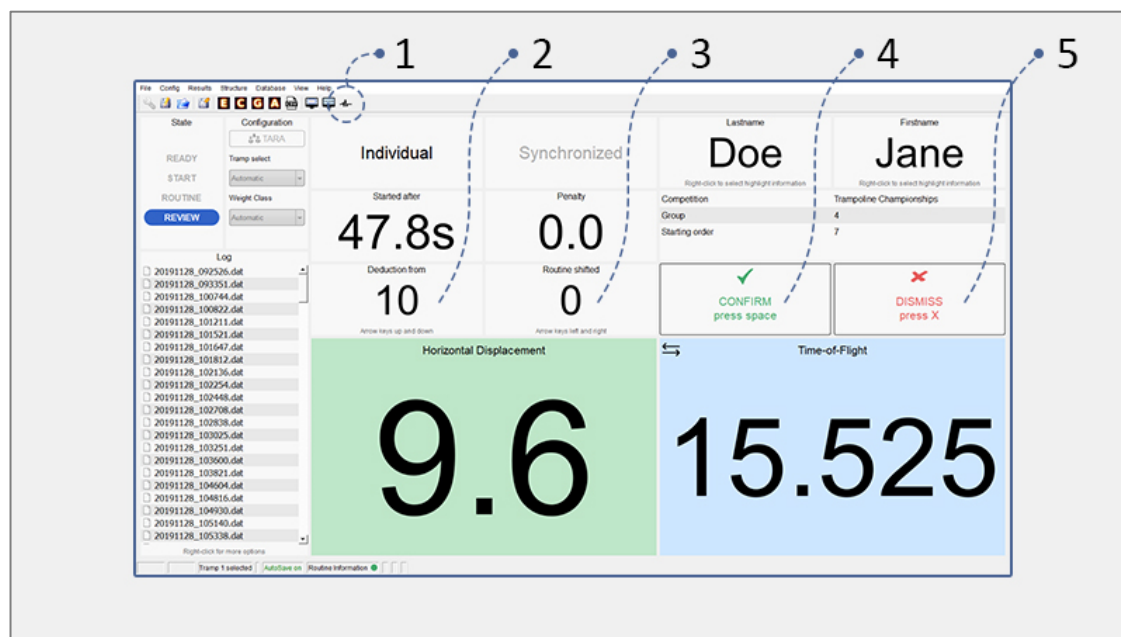 1 2 3 4 5
File Config Results Structure Database View Help
E C G A
State
READY
START
ROUTINE
REVIEW
Configuration
TARA
Tramp select
Automatic
Weight Class
Automatic
Log
20191128_092526.dat
20191128_093351.dat
20191128_100744.dat
20191128_100822.dat
20191128_101211.dat
20191128_101521.dat
20191128_101647.dat
20191128_101812.dat
20191128_102136.dat
20191128_102254.dat
20191128_102448.dat
20191128_102708.dat
20191128_102838.dat
20191128_103025.dat
20191128_103251.dat
20191128_103600.dat
20191128_103821.dat
20191128_104604.dat
20191128_104816.dat
20191128_104930.dat
20191128_105140.dat
20191128_105338.dat
Right-click for more options
Individual
Synchronized
Started after
47.8s
Penalty
0.0
Deduction from
10
Arrow keys up and down
Routine shifted
0
Arrow keys left and right
Lastname
Doe
Right-click to select highlight information
Firstname
Jane
Right-click to select highlight information
Competition Trampoline Championships
Group 4
Starting order 7
CONFIRM
press space
DISMISS
press X
Horizontal Displacement
9.6
Time-of-Flight
15.525
Tramp 1 selected AutoSave on Routine Information